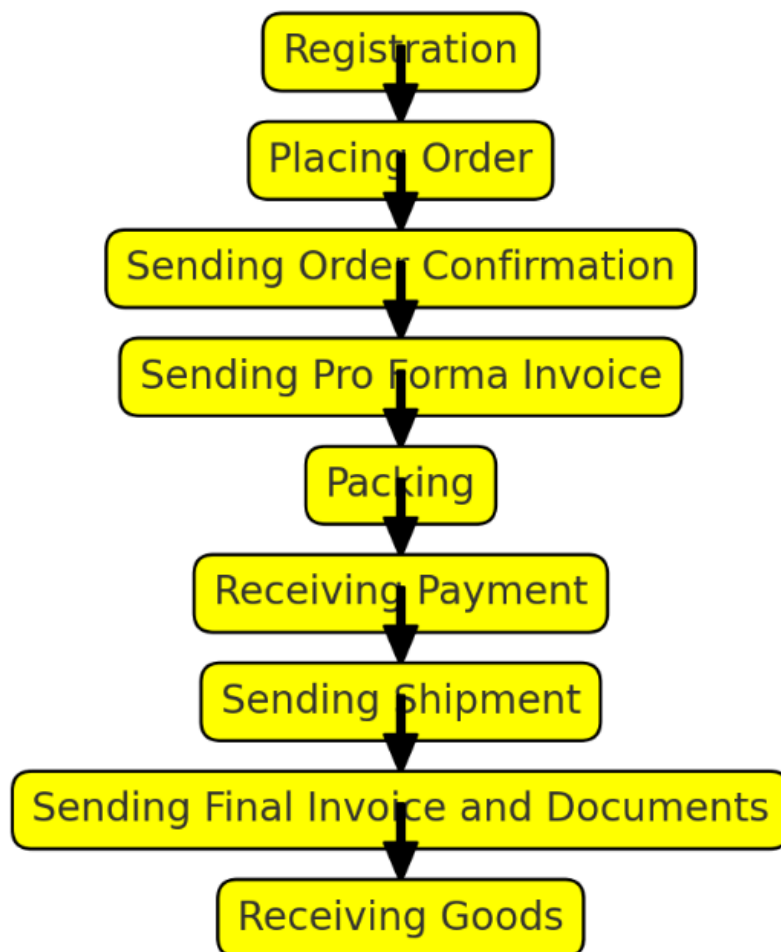 Registration
Placing Order
Sending Order Confirmation
Sending Pro Forma Invoice
Packing
Receiving Payment
Sending Shipment
Sending Final Invoice and Documents
Receiving Goods